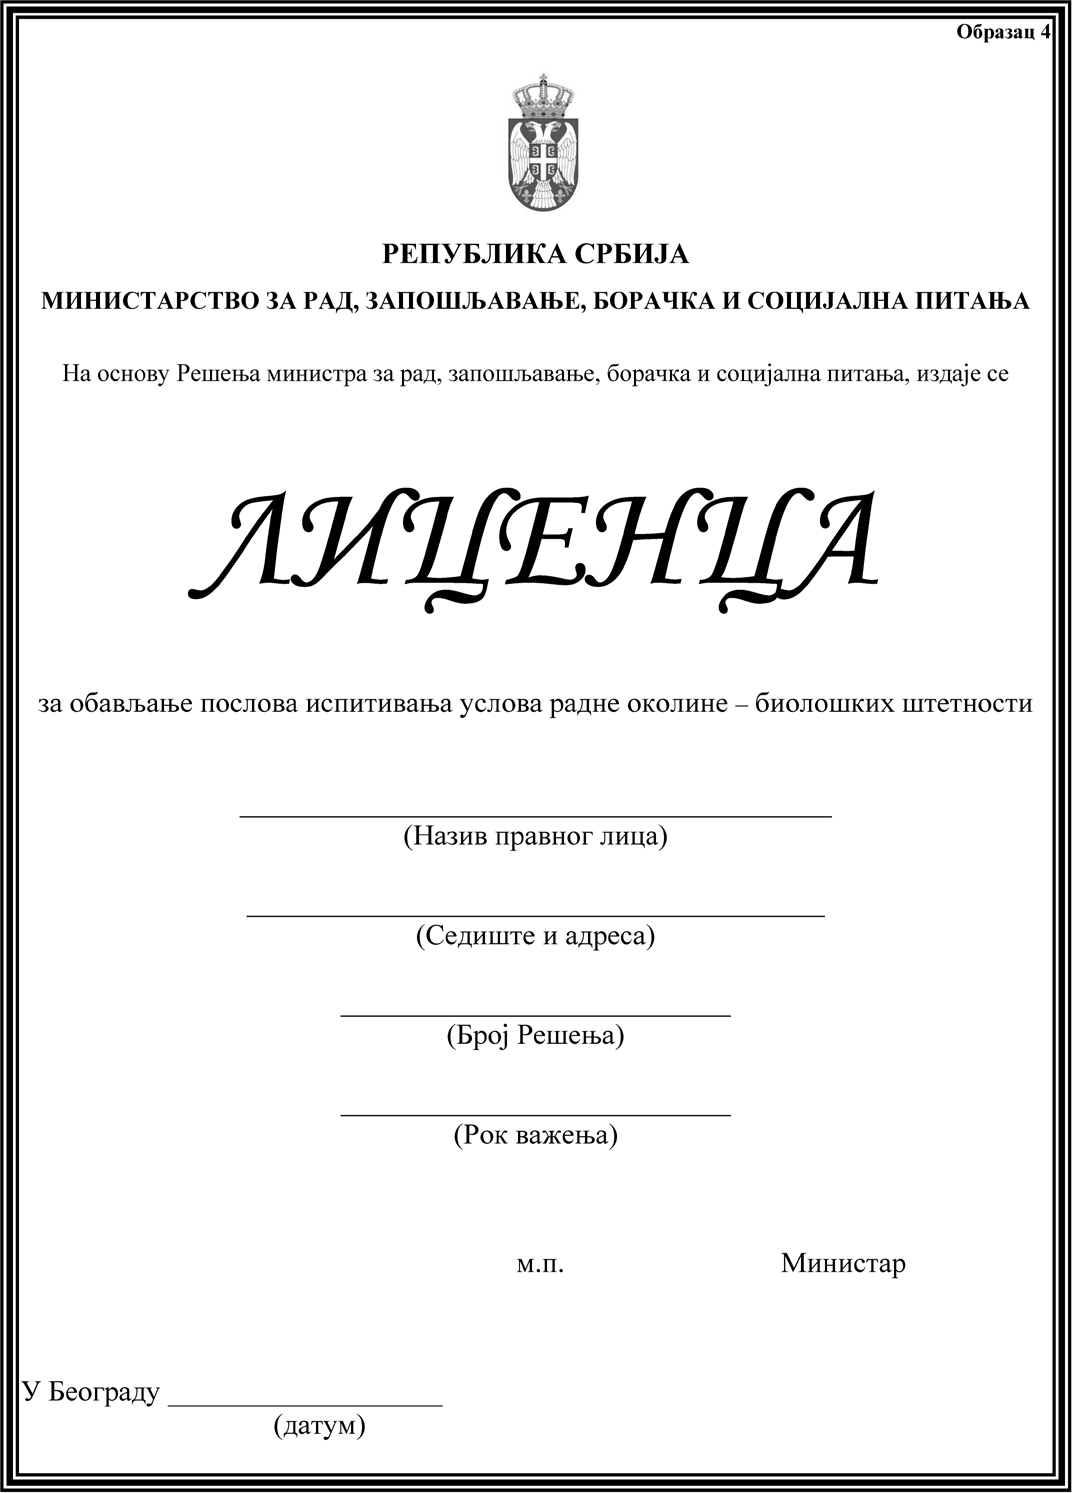 Образац 4
РЕПУБЛИКА СРБИЈА
МИНИСТАРСТВО ЗА РАД, ЗАПОШЉАВАЊЕ, БОРАЧКА И СОЦИЈАЛНА ПИТАЊА
На основу Решења министра за рад, запошљавање, борачка и социјална питања, издаје се
ЛИЦЕНЦА
за обављање послова испитивања услова радне околине – биолошких штетности
(Назив правног лица)
(Седиште и адреса)
(Број Решења)
(Рок важења)
м.п. Министар
У Београду
(датум)